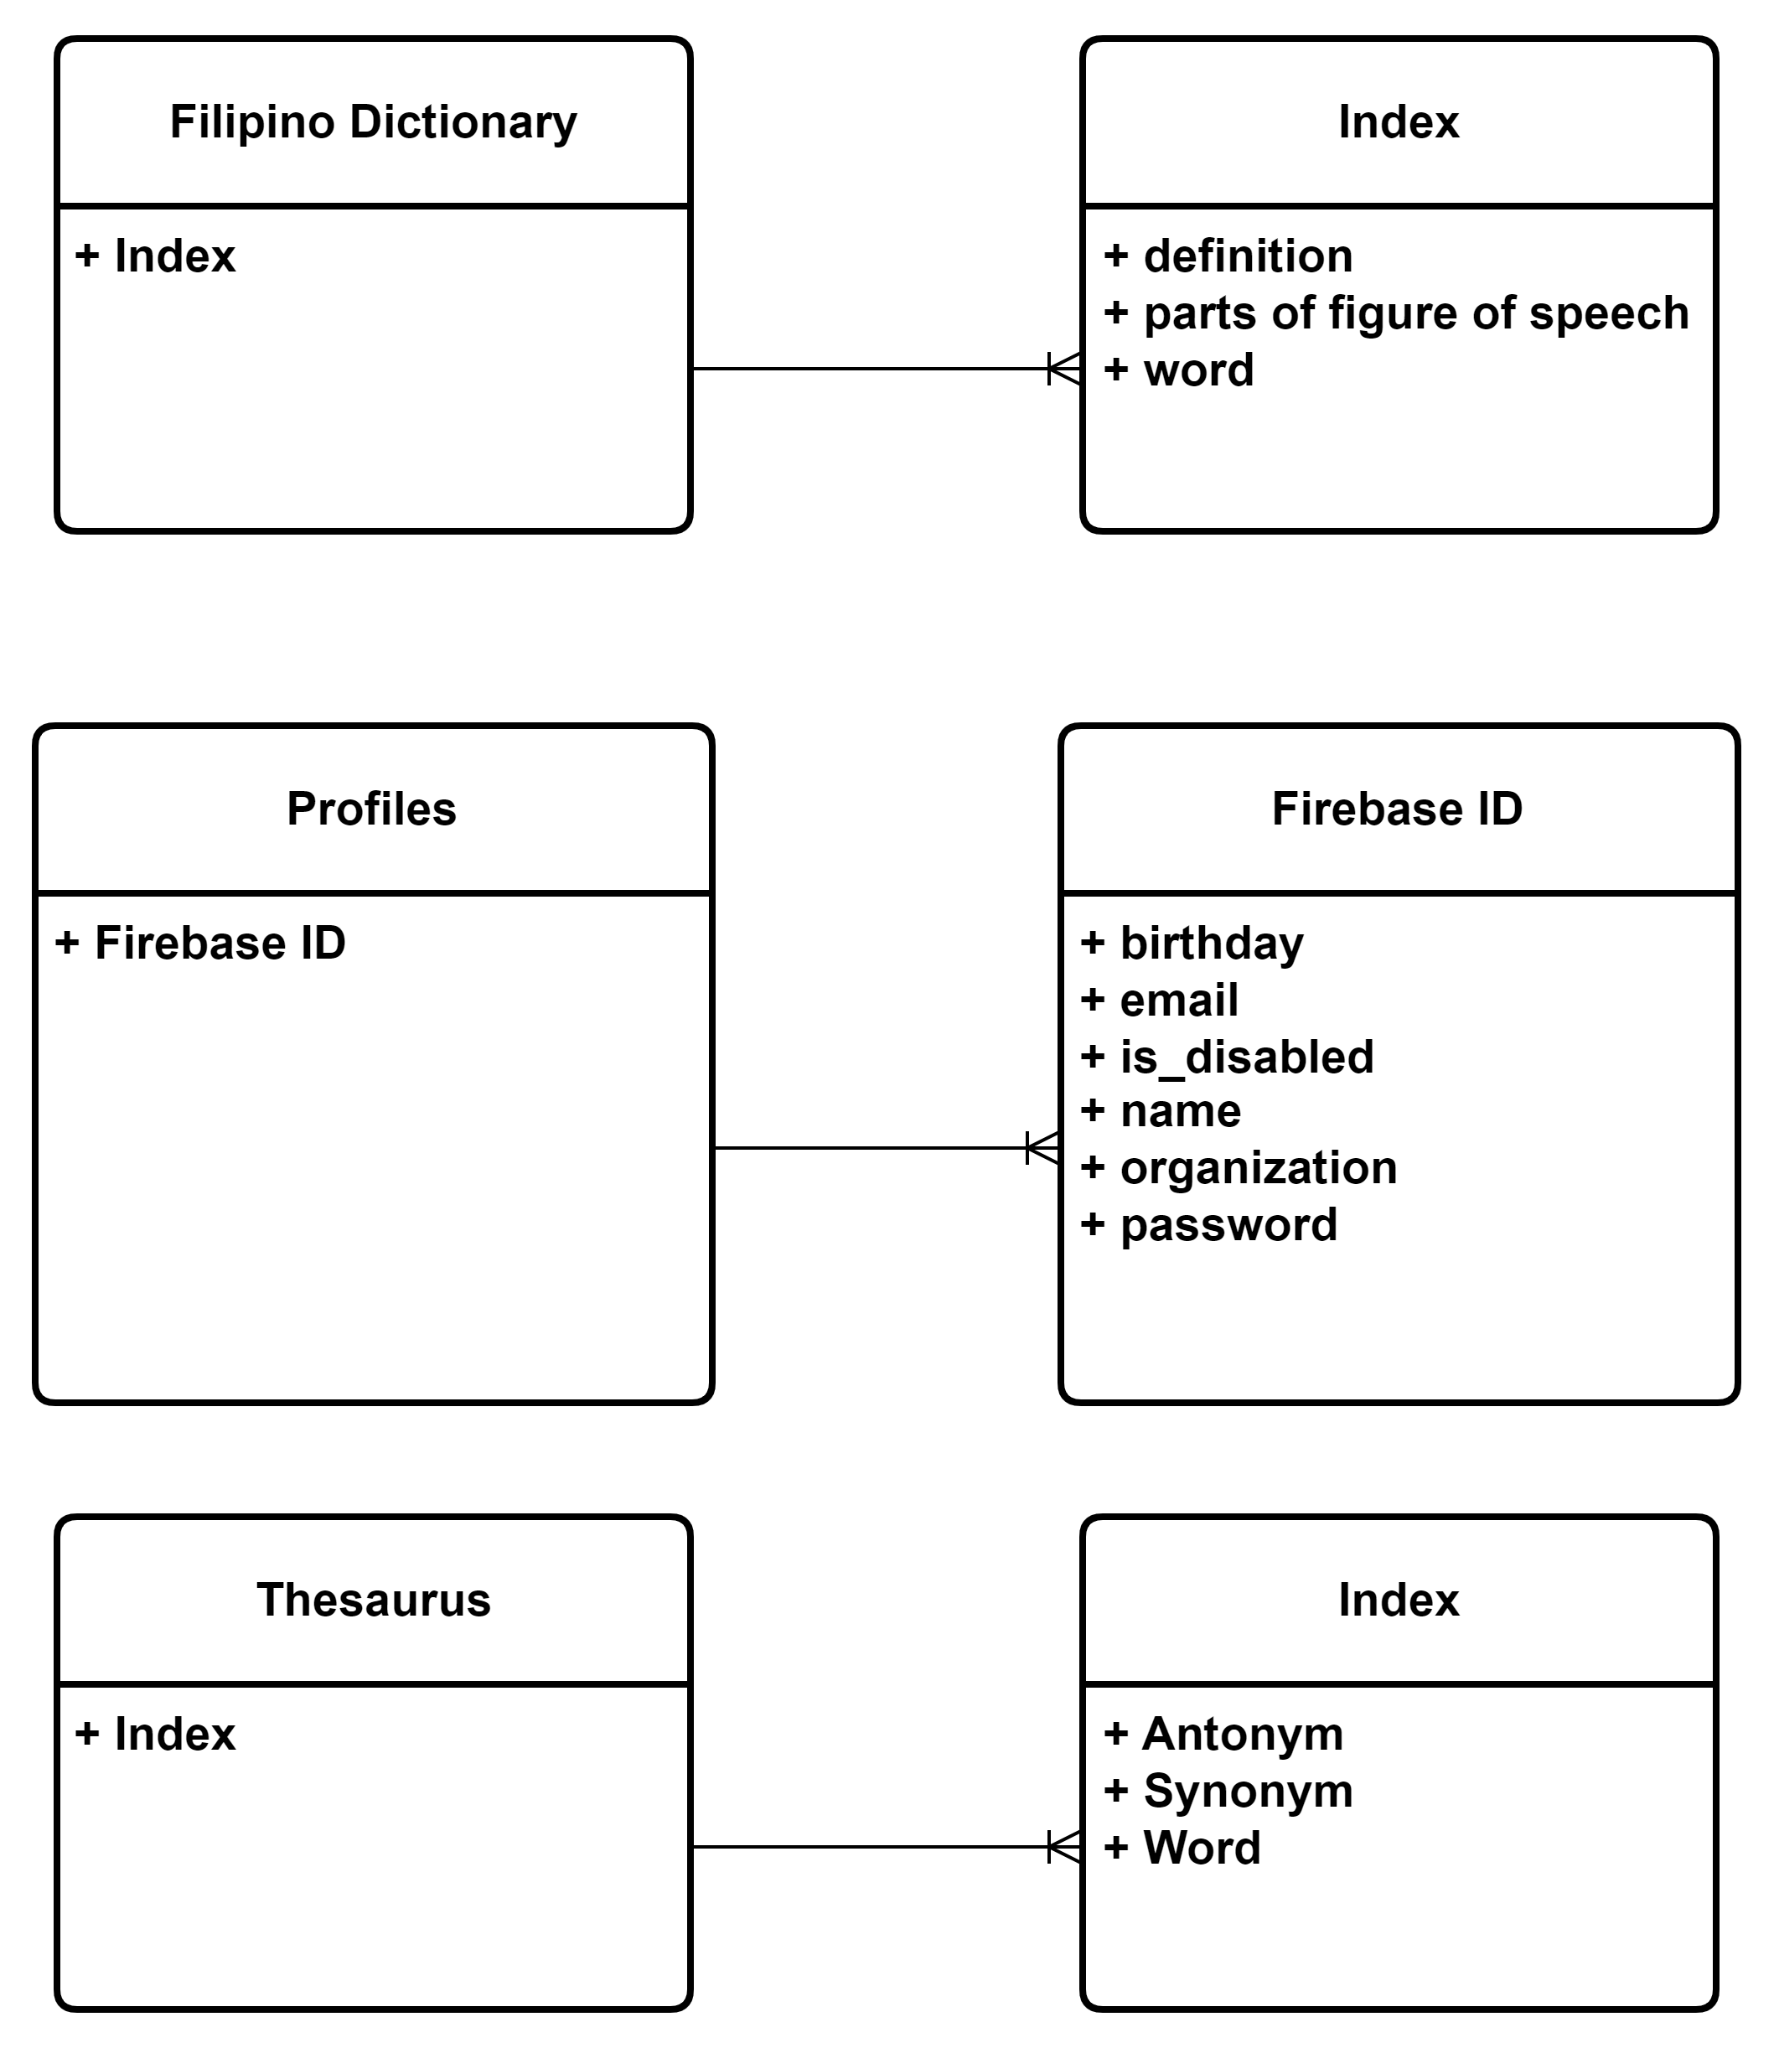 Filipino Dictionary
+ Index
Index
+ definition
+ parts of figure of speech
+ word
Profiles
+ Firebase ID
Firebase ID
+ birthday
+ email
+ is_disabled
+ name
+ organization
+ password
Thesaurus
+ Index
Index
+ Antonym
+ Synonym
+ Word